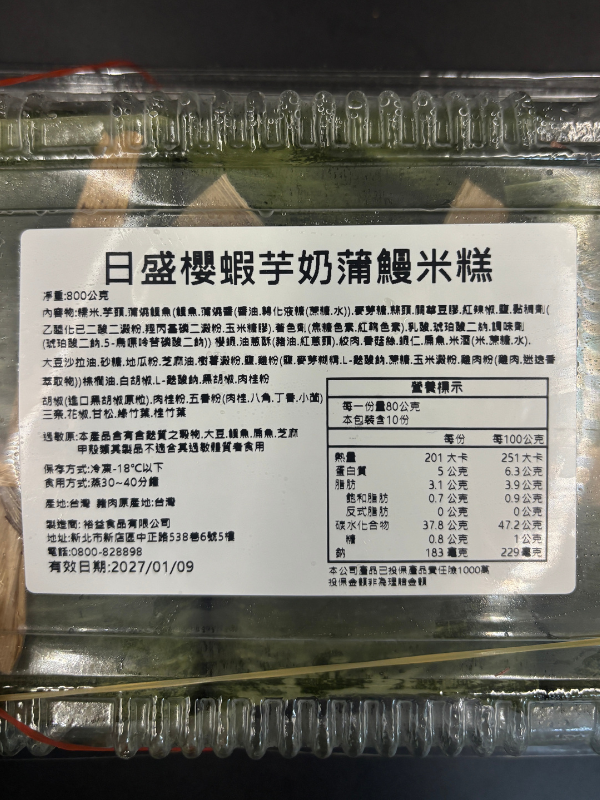 日盛櫻蝦芋奶蒲鰻米糕
淨重:800公克
內容物:糯米.芋頭.蒲燒鰻魚(鰻魚.蒲燒醬(醬油.轉化液糖(蔗糖.水)).麥芽糖.蒜頭.關華豆膠.紅辣椒.鹽.黏稠劑(
乙醯化己二酸二澱粉.羥丙基磷二澱粉.玉米糖膠).著色劑(焦糖色素.紅麴色素).乳酸.琥珀酸二鈉.調味劑
(琥珀酸二鈉.5-鳥嘌呤苷磷酸二鈉)) 櫻蝦.油蔥酥(豬油.紅蔥頭).絞肉.香菇絲.蝦仁.扁魚.米酒(米.蔗糖.水).
大豆沙拉油.砂糖.地瓜粉.芝麻油.樹薯澱粉.鹽.雞粉(鹽.麥芽糊精.L-麩酸鈉.蔗糖.玉米澱粉.雞肉粉(雞肉.迷迭香
萃取物))棕櫚油.白胡椒.L-麩酸鈉.黑胡椒.肉桂粉
胡椒(進口黑胡椒原粒).肉桂粉.五香粉(肉桂.八角.丁香.小茴)
三奈.花椒.甘松.綠竹葉.桂竹葉
過敏原:本產品含有含麩質之穀物.大豆.鰻魚.扁魚.芝麻
甲殼類其製品不適合其過敏體質者食用
保存方式:冷凍-18℃以下
食用方式:蒸30~40分鐘
產地:台灣 豬肉原產地:台灣
製造商:裕益食品有限公司
地址:新北市新店區中正路538巷6號5樓
電話:0800-828898
有效日期:2027/01/09
營養標示
每一份量80公克
本包裝含10份
每份 每100公克
熱量 201 大卡 251 大卡
蛋白質 5 公克 6.3 公克
脂肪 3.1 公克 3.9 公克
飽和脂肪 0.7 公克 0.9 公克
反式脂肪 0 公克 0 公克
碳水化合物 37.8 公克 47.2 公克
糖 0.8 公克 1 公克
鈉 183 毫克 229 毫克
本公司產品已投保產品責任險1000萬
投保金額非為理賠金額